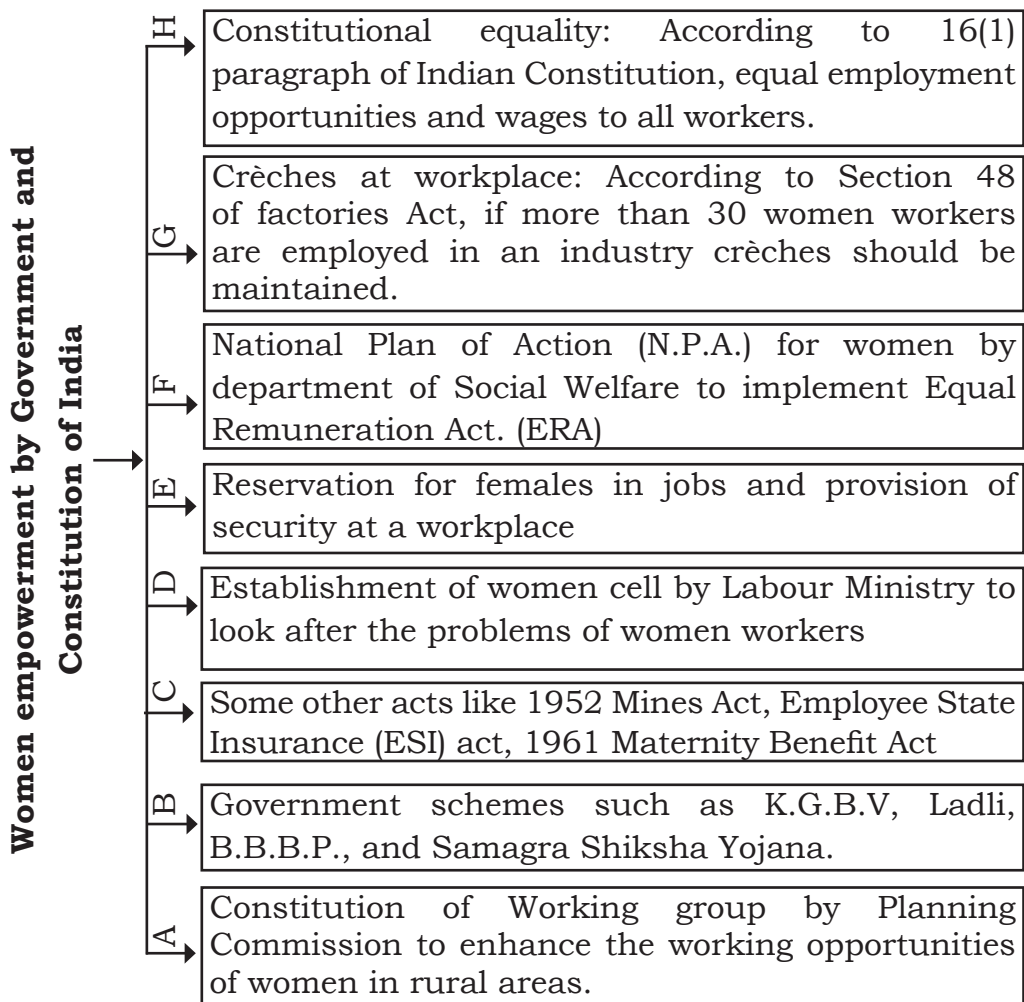 Women empowerment by Government and
Constitution of India
H
Constitutional equality: According to 16(1)
paragraph of Indian Constitution, equal employment
opportunities and wages to all workers.
G
Crèches at workplace: According to Section 48
of factories Act, if more than 30 women workers
are employed in an industry crèches should be
maintained.
F
National Plan of Action (N.P.A.) for women by
department of Social Welfare to implement Equal
Remuneration Act. (ERA)
E
Reservation for females in jobs and provision of
security at a workplace
D
Establishment of women cell by Labour Ministry to
look after the problems of women workers
C
Some other acts like 1952 Mines Act, Employee State
Insurance (ESI) act, 1961 Maternity Benefit Act
B
Government schemes such as K.G.B.V, Ladli,
B.B.B.P., and Samagra Shiksha Yojana.
A
Constitution of Working group by Planning
Commission to enhance the working opportunities
of women in rural areas.